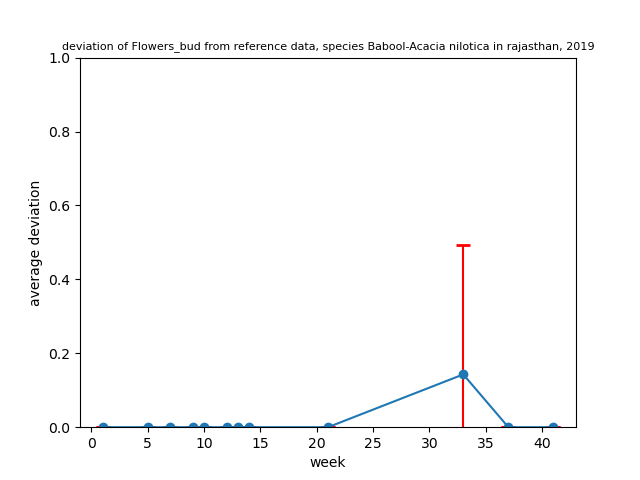 deviation of Flowers_bud from reference data, species Babool-Acacia nilotica in rajasthan, 2019
1.0
0.8
0.6
0.4
0.2
0.0
average deviation
0 5 10 15 20 25 30 35 40
week